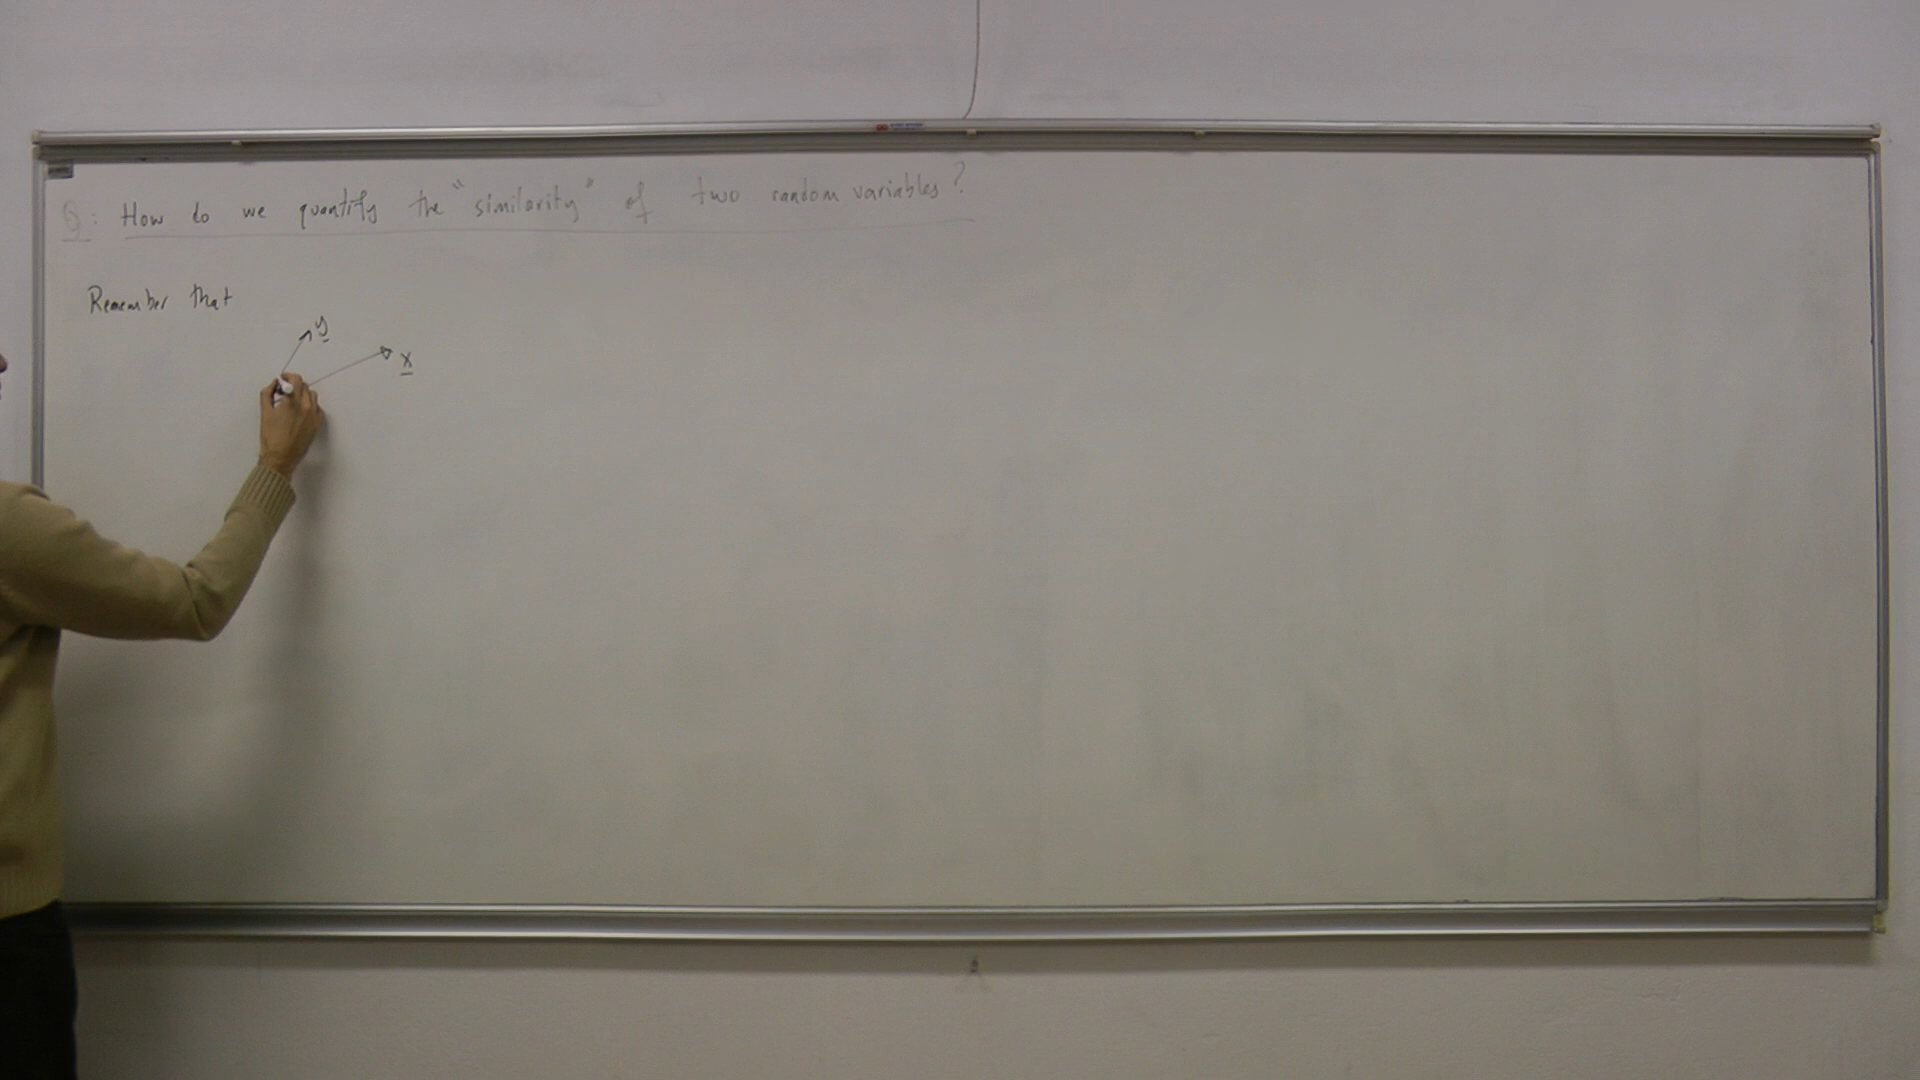 Q: How do we quantify the "similarity" of two random variables?
Remember that
y
x